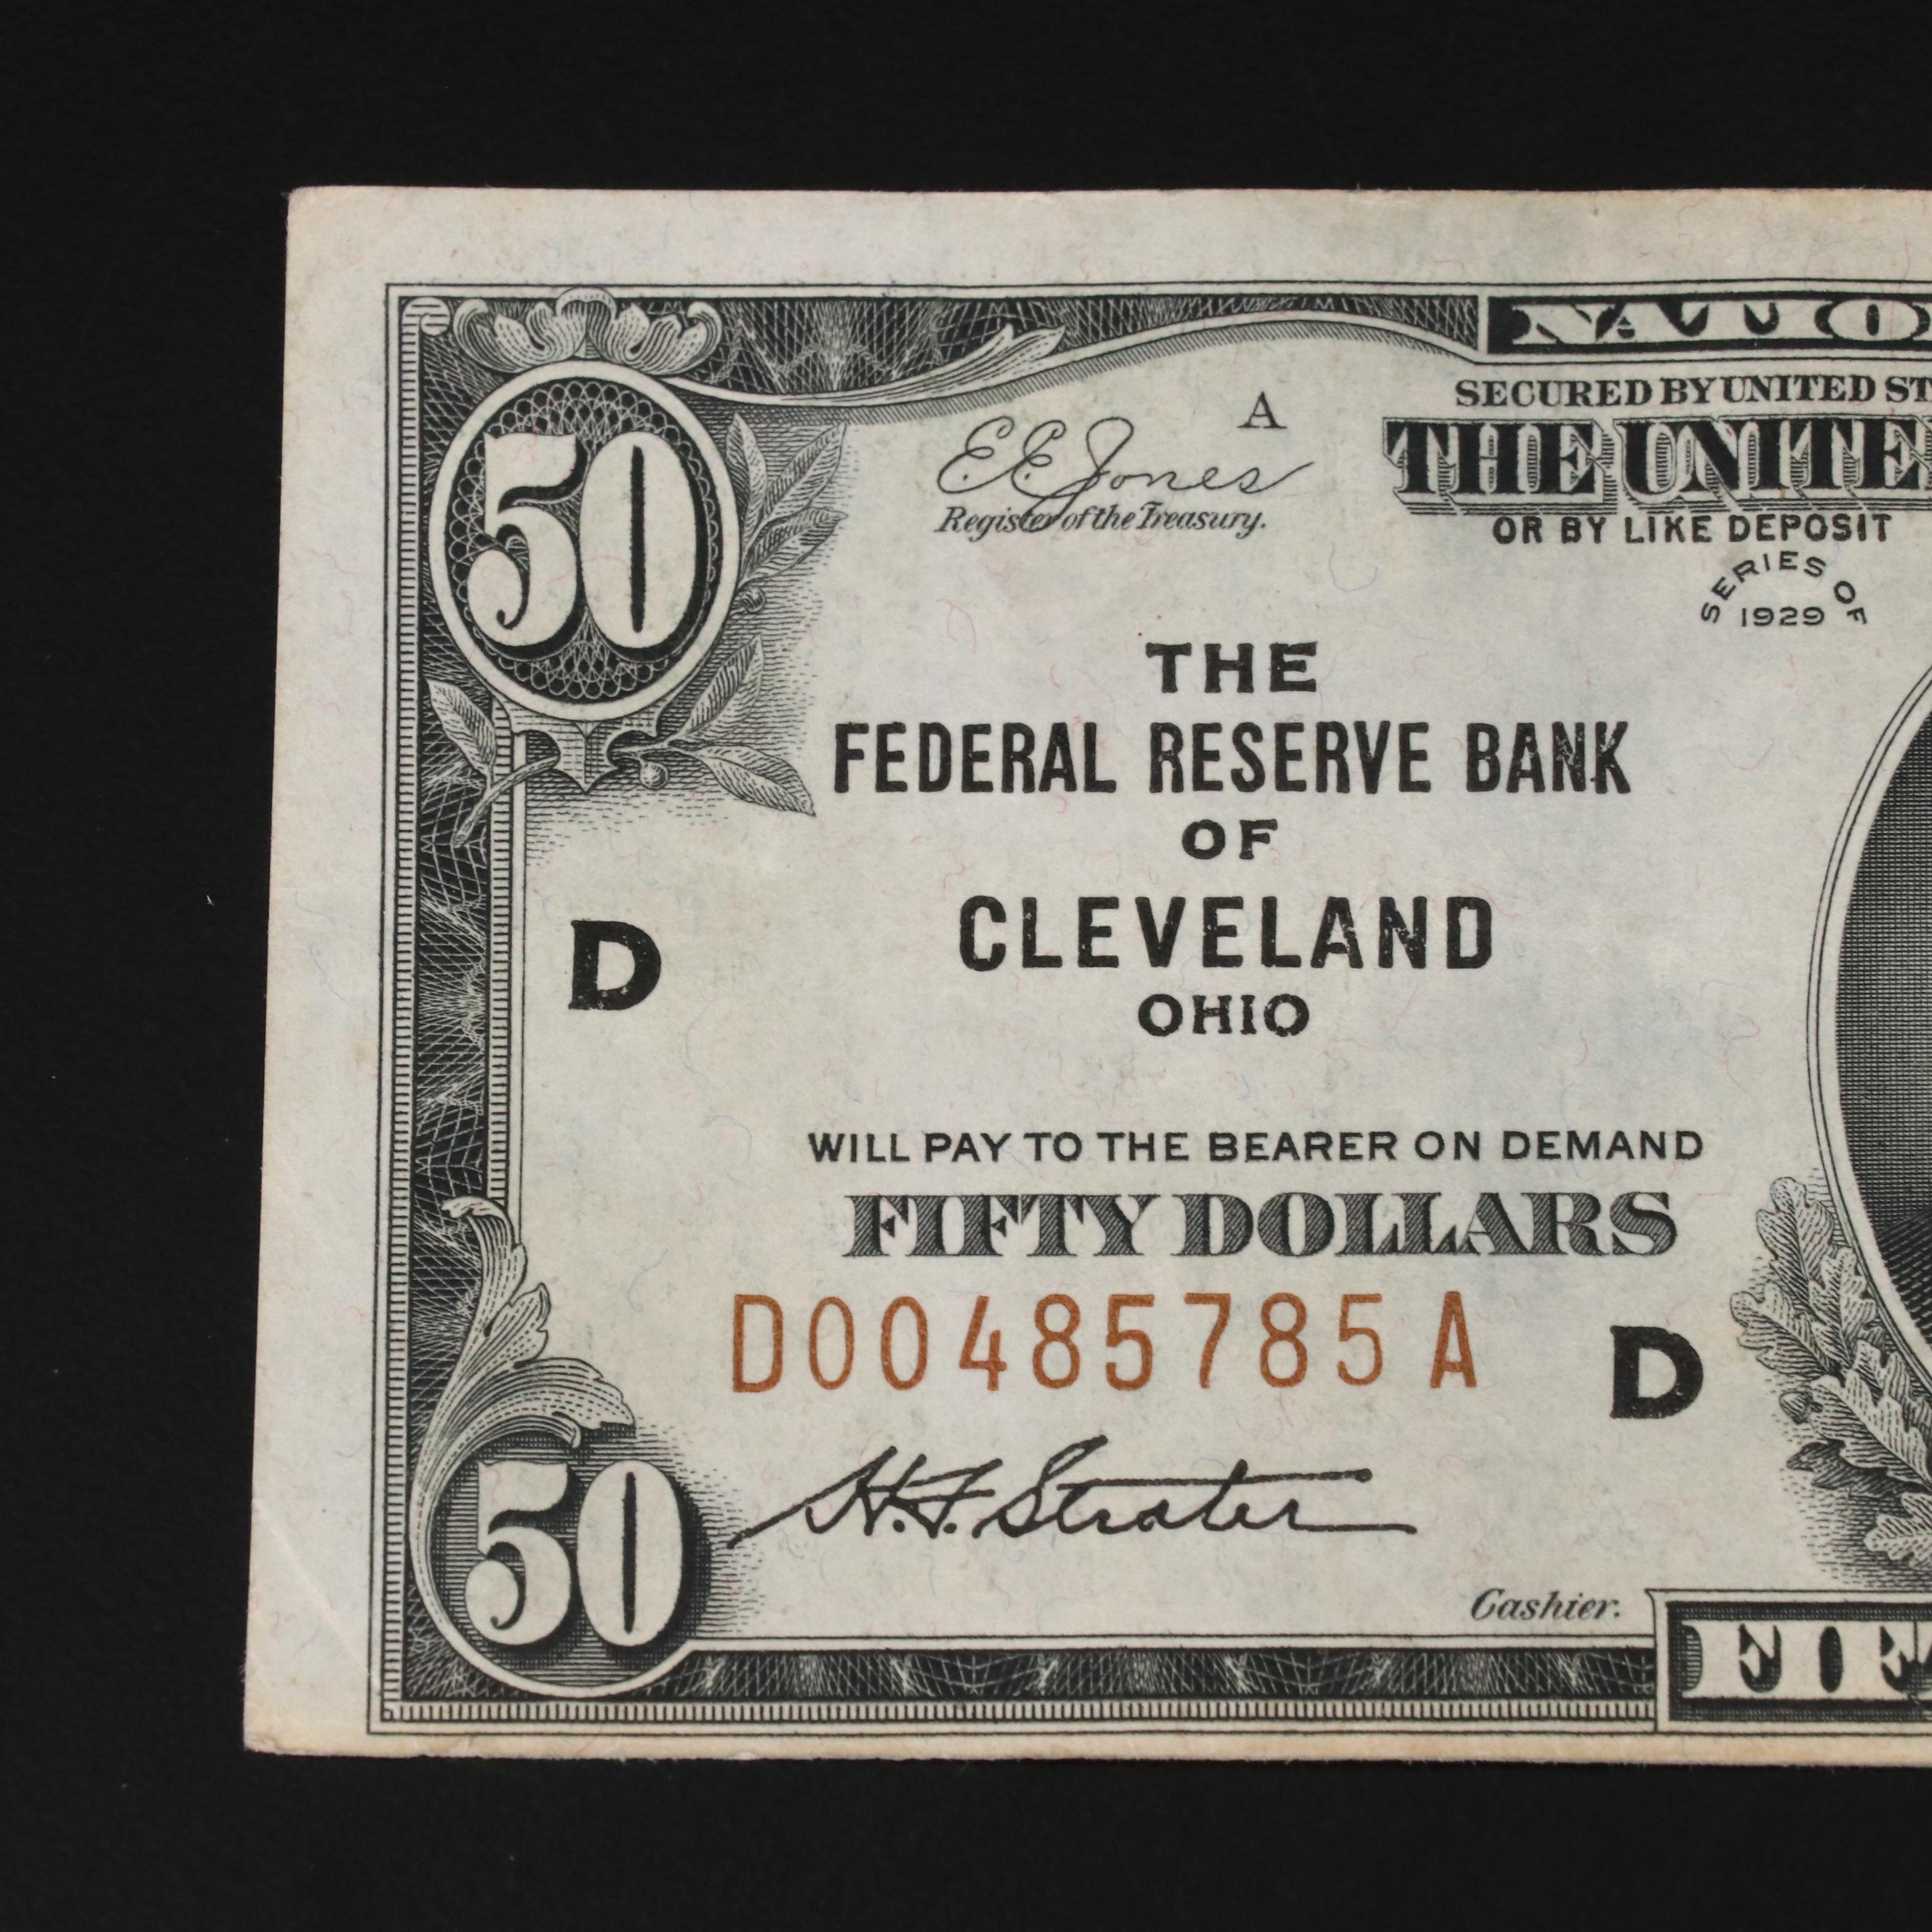 NATIO
50
A
SECURED BY UNITED ST
E.E. Jones
THE UNITE
Register of the Treasury.
OR BY LIKE DEPOSIT
SERIES OF
1929
THE
FEDERAL RESERVE BANK
OF
CLEVELAND
D
OHIO
WILL PAY TO THE BEARER ON DEMAND
FIFTY DOLLARS
D00485785A
D
H.F. Strater
50
Cashier.
FIF